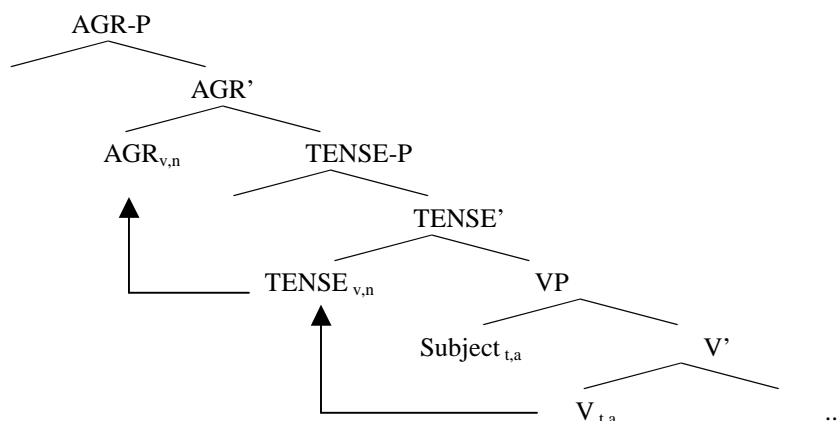 AGR-P
AGR’
AGRv,n TENSE-P
TENSE’
TENSE v,n VP
Subject t,a V’
V t,a ..